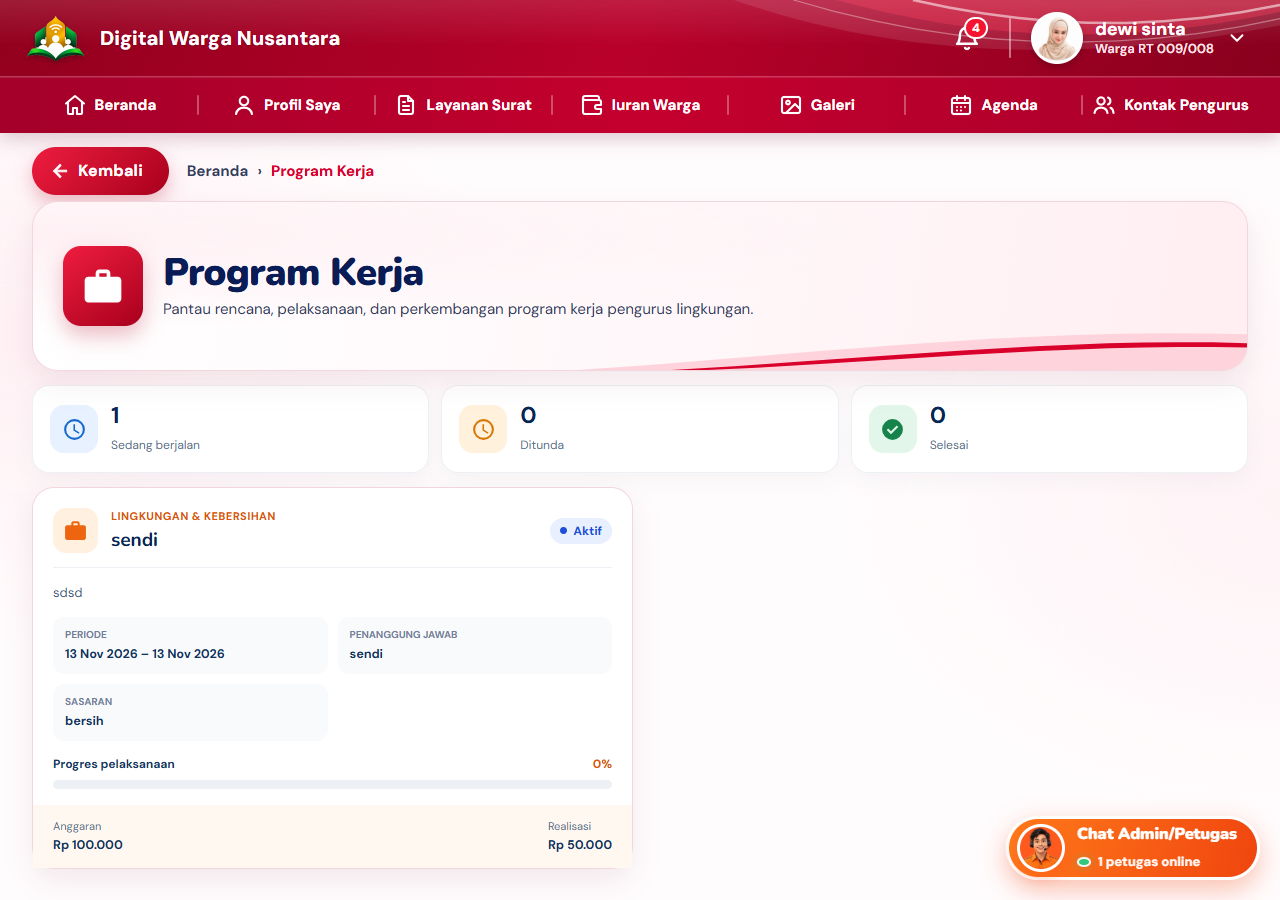 Digital Warga Nusantara
4
dewi sinta
Warga RT 009/008
Beranda
Profil Saya
Layanan Surat
Iuran Warga
Galeri
Agenda
Kontak Pengurus
Kembali
Beranda › Program Kerja
Program Kerja
Pantau rencana, pelaksanaan, dan perkembangan program kerja pengurus lingkungan.
1
Sedang berjalan
0
Ditunda
0
Selesai
LINGKUNGAN & KEBERSIHAN
sendi
Aktif
sdsd
PERIODE
13 Nov 2026 – 13 Nov 2026
PENANGGUNG JAWAB
sendi
SASARAN
bersih
Progres pelaksanaan
0%
Anggaran
Rp 100.000
Realisasi
Rp 50.000
Chat Admin/Petugas
1 petugas online